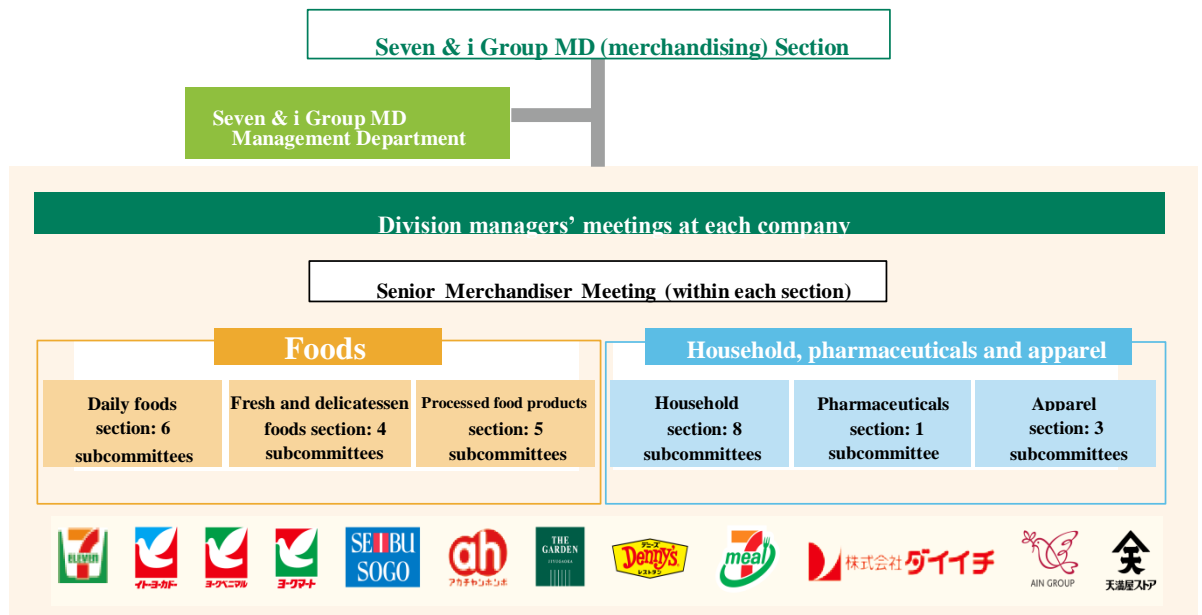 Seven & i Group MD (merchandising) Section
Seven & i Group MD
Management Department
Division managers’ meetings at each company
Senior Merchandiser Meeting (within each section)
Foods
Household, pharmaceuticals and apparel
Daily foods
section: 6
subcommittees
Fresh and delicatessen
foods section: 4
subcommittees
Processed food products
section: 5
subcommittees
Household
section: 8
subcommittees
Pharmaceuticals
section: 1
subcommittee
Apparel
section: 3
subcommittees
7
ELEVEN
イトーヨーカドー
ヨークベニマル
ヨークマート
SEIBU
SOGO
ah
アカチャンホンポ
THE
GARDEN
デニーズ
Denny's
レストラン
7
meal
株式会社ダイイチ
AIN GROUP
天満屋ストア